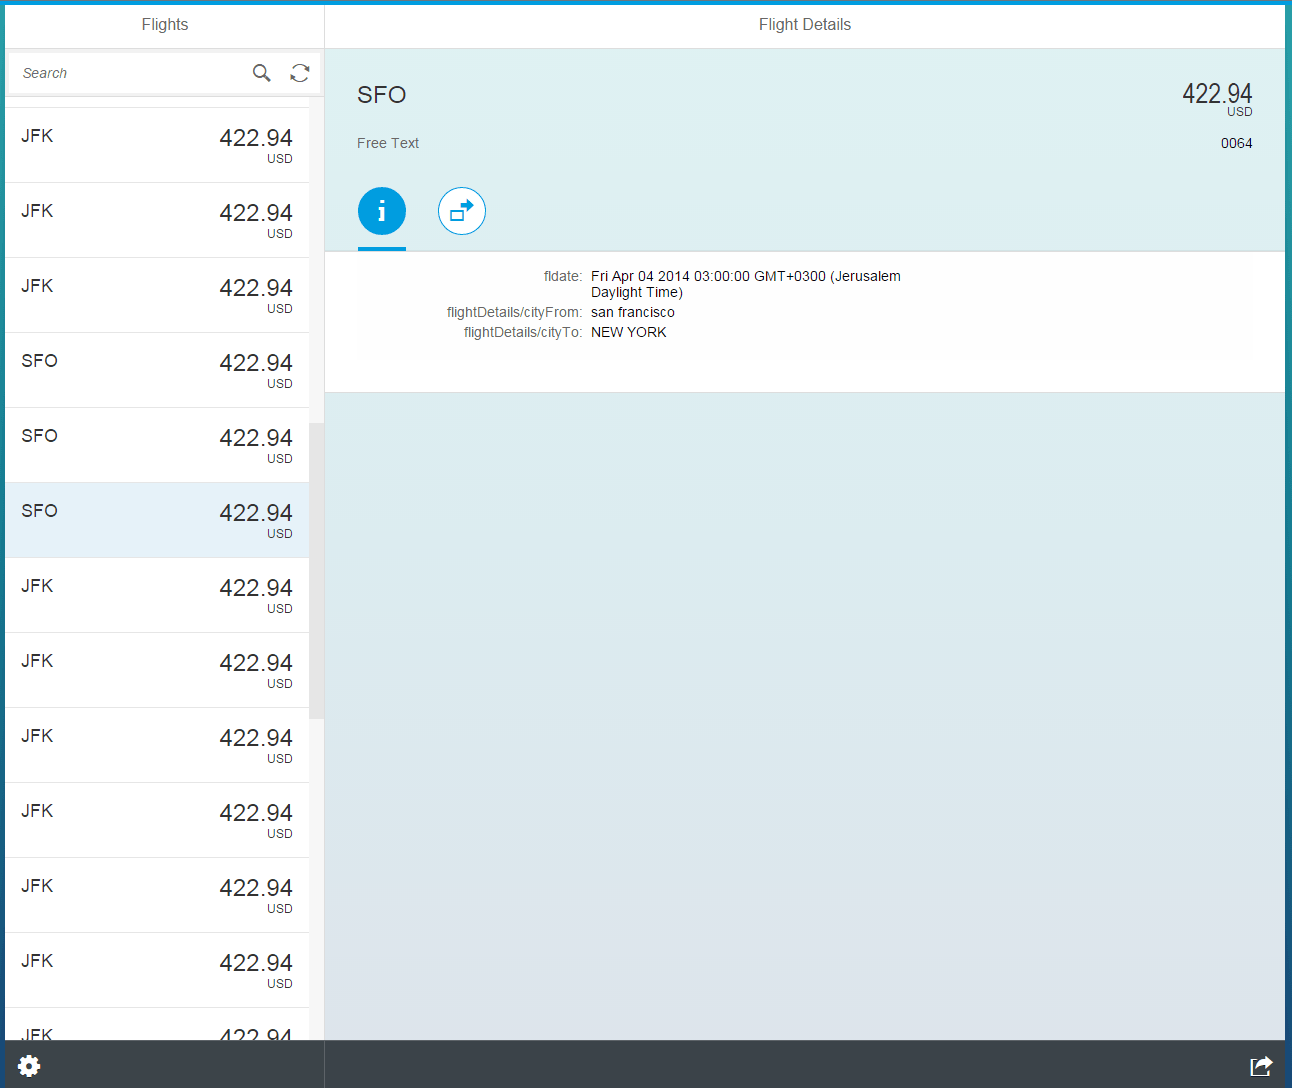 Flights
Flight Details
Search
JFK 422.94
USD
JFK 422.94
USD
JFK 422.94
USD
SFO 422.94
USD
SFO 422.94
USD
SFO 422.94
USD
JFK 422.94
USD
JFK 422.94
USD
JFK 422.94
USD
JFK 422.94
USD
JFK 422.94
USD
JFK 422.94
USD
JFK 422.94
SFO 422.94
USD
Free Text 0064
fldate: Fri Apr 04 2014 03:00:00 GMT+0300 (Jerusalem
Daylight Time)
flightDetails/cityFrom: san francisco
flightDetails/cityTo: NEW YORK